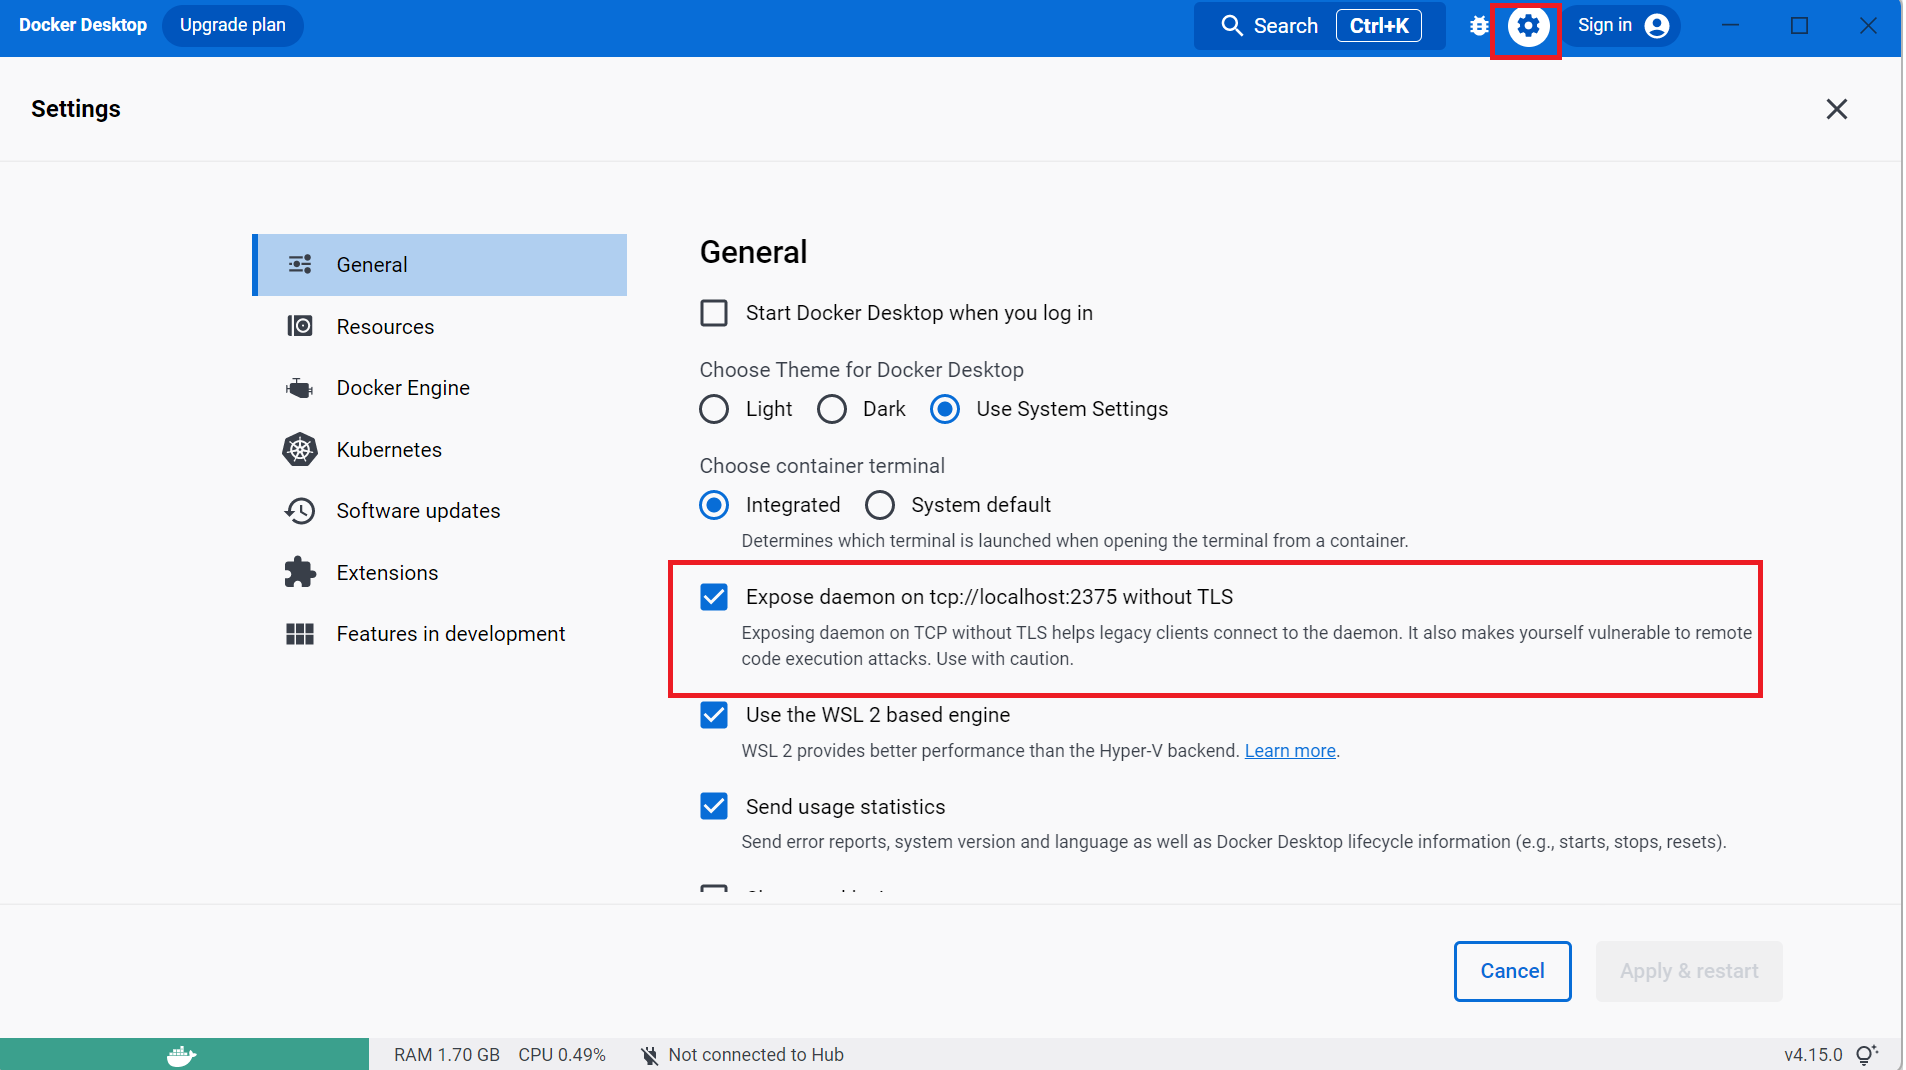 Docker Desktop
Upgrade plan
Search
Ctrl+K
Sign in
Settings
General
Resources
Docker Engine
Kubernetes
Software updates
Extensions
Features in development
General
Start Docker Desktop when you log in
Choose Theme for Docker Desktop
Light
Dark
Use System Settings
Choose container terminal
Integrated
System default
Determines which terminal is launched when opening the terminal from a container.
Expose daemon on tcp://localhost:2375 without TLS
Exposing daemon on TCP without TLS helps legacy clients connect to the daemon. It also makes yourself vulnerable to remote
code execution attacks. Use with caution.
Use the WSL 2 based engine
WSL 2 provides better performance than the Hyper-V backend. Learn more.
Send usage statistics
Send error reports, system version and language as well as Docker Desktop lifecycle information (e.g., starts, stops, resets).
Cancel
Apply & restart
RAM 1.70 GB
CPU 0.49%
Not connected to Hub
v4.15.0